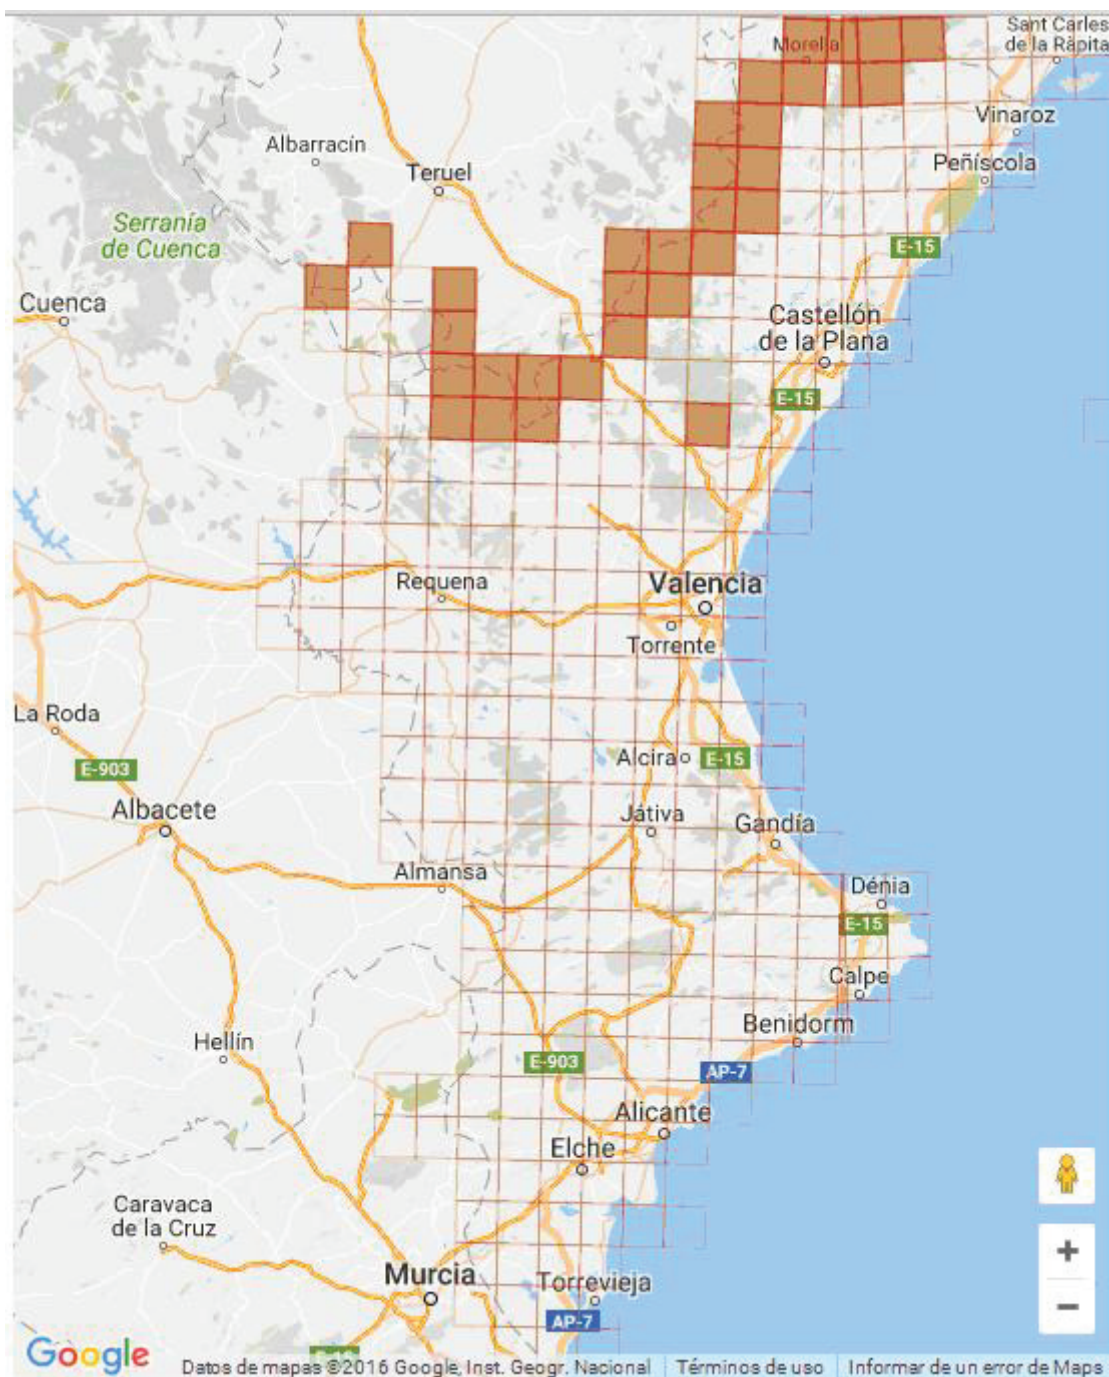 Sant Carles
de la Ràpita
Morella
Vinaroz
Albarracín
Teruel
Peñíscola
Serranía
de Cuenca
E-15
Cuenca
Castellón
de la Plana
E-15
Requena
Valencia
Torrente
La Roda
Alcira
E-15
E-903
Albacete
Játiva
Gandía
Almansa
Dénia
E-15
Calpe
Benidorm
Hellín
E-903
AP-7
Alicante
Elche
Caravaca
de la Cruz
+
Murcia
Torrevieja
−
AP-7
Google
Datos de mapas ©2016 Google, Inst. Geogr. Nacional
Términos de uso
Informar de un error de Maps